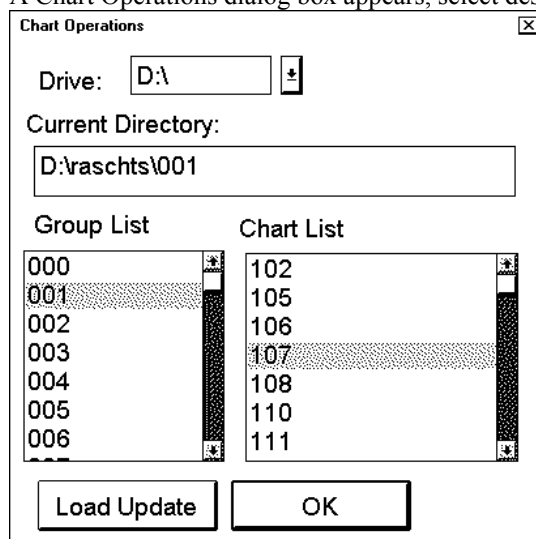 A Chart Operations dialog box appears, select des
Chart Operations
Drive: D:\
Current Directory:
D:\raschts\001
Group List
000
001
002
003
004
005
006
Chart List
102
105
106
107
108
110
111
Load Update
OK